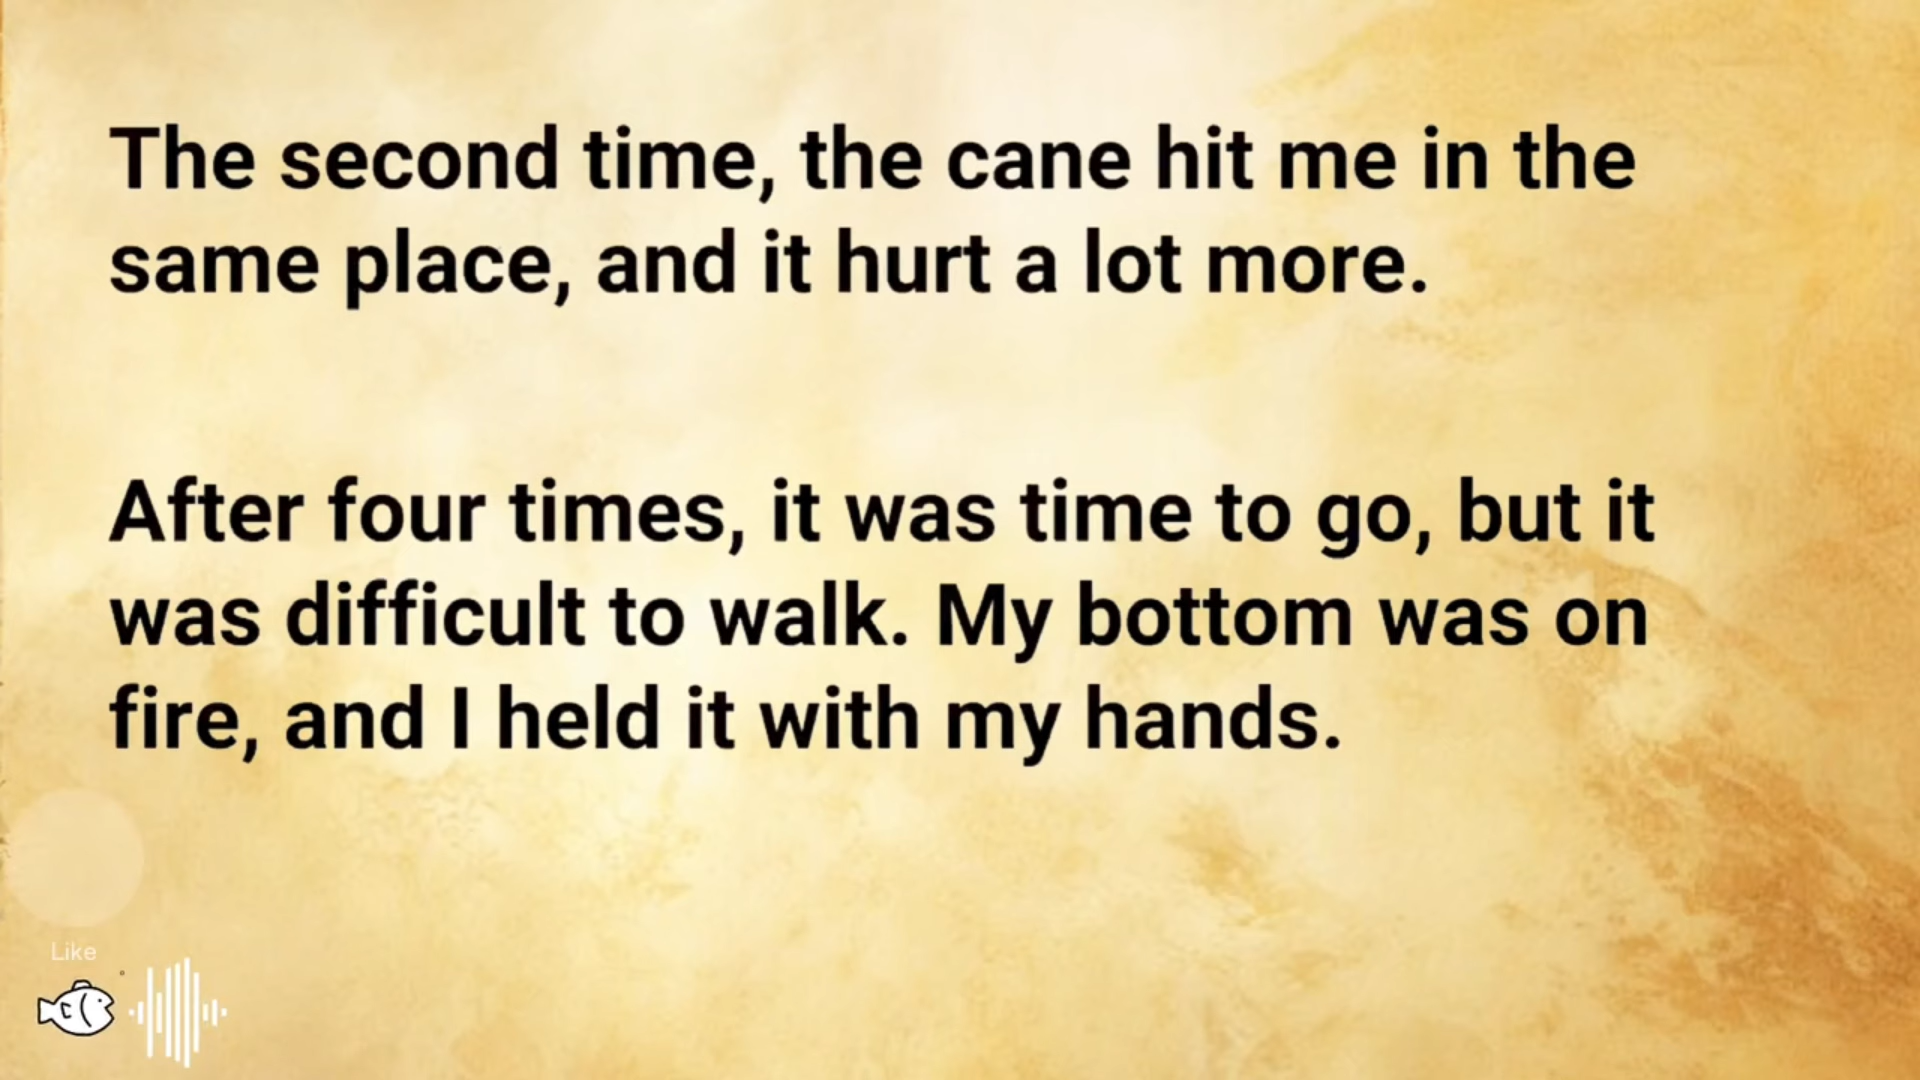 The second time, the cane hit me in the
same place, and it hurt a lot more.
After four times, it was time to go, but it
was difficult to walk. My bottom was on
fire, and I held it with my hands.
Like